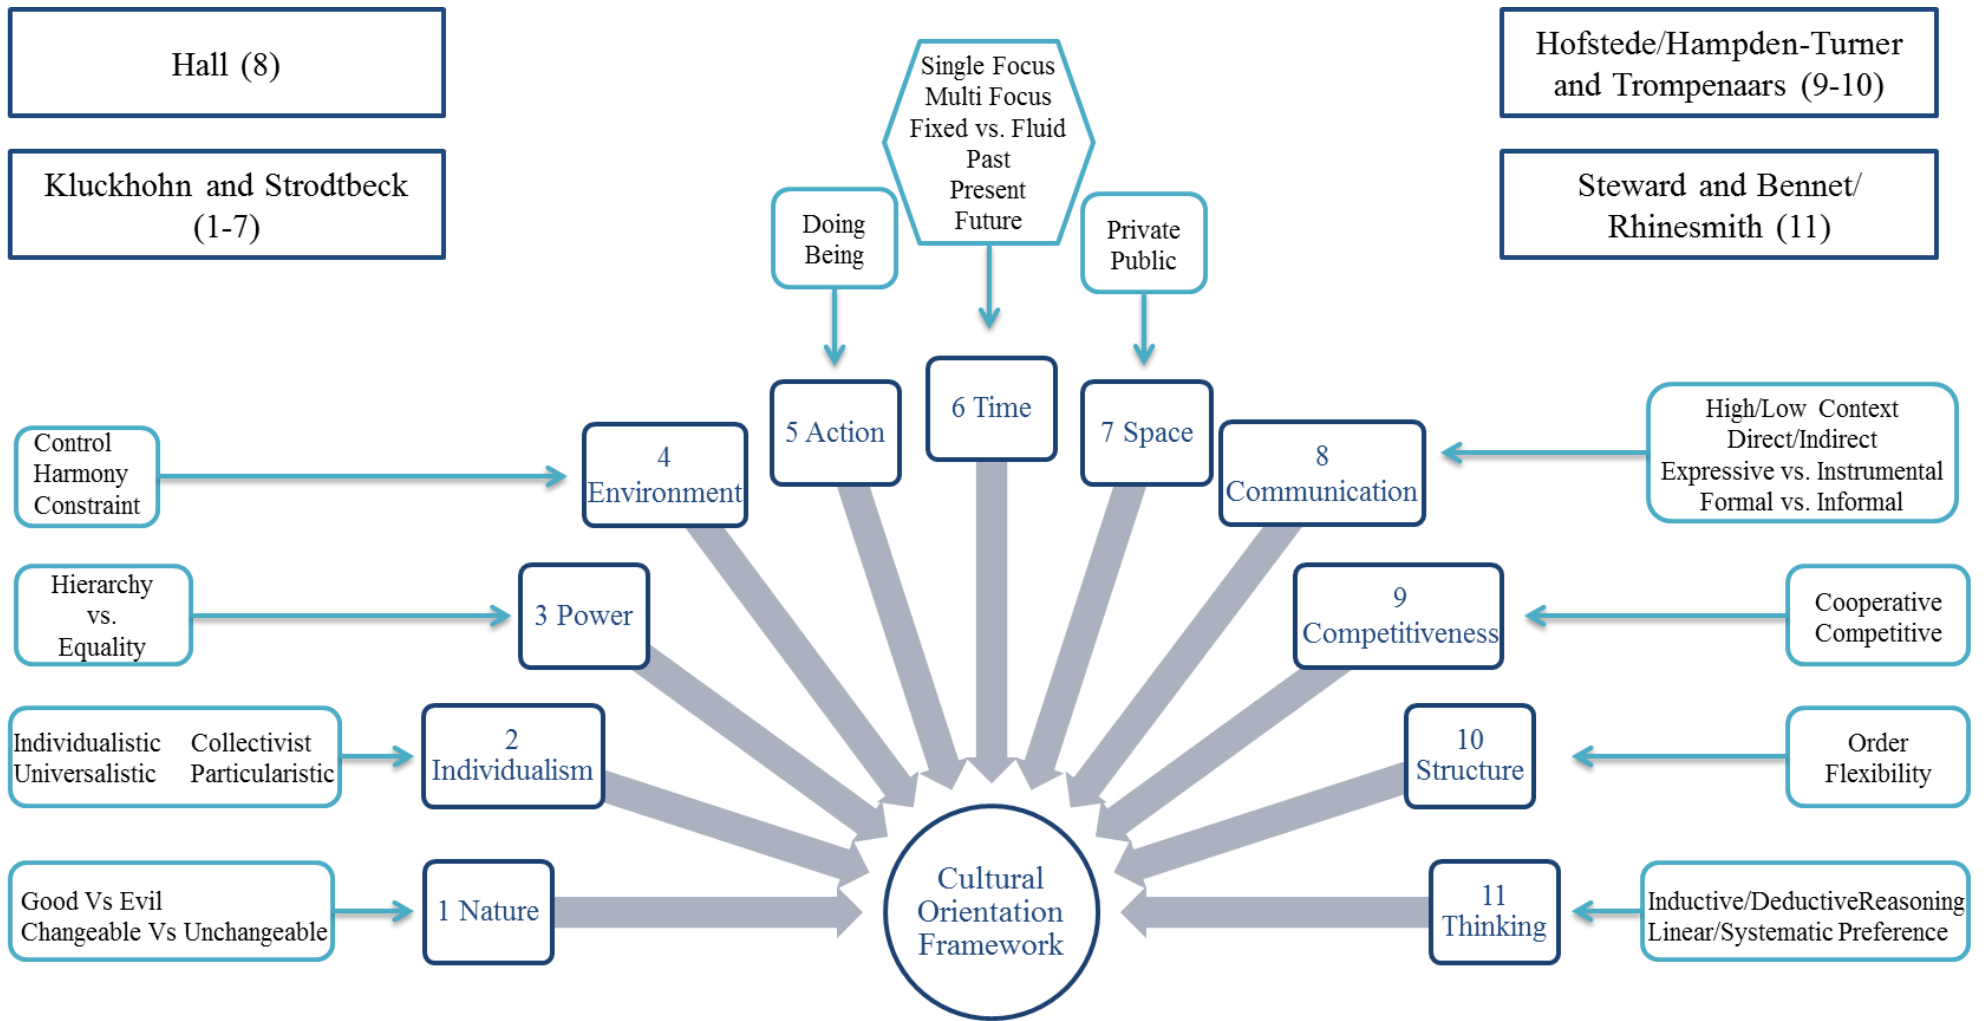 Hall (8)
Kluckhohn and Strodtbeck
(1-7)
Hofstede/Hampden-Turner
and Trompenaars (9-10)
Steward and Bennet/
Rhinesmith (11)
Single Focus
Multi Focus
Fixed vs. Fluid
Past
Present
Future
Doing
Being
Private
Public
Control
Harmony
Constraint
4
Environment
5 Action
6 Time
7 Space
8
Communication
High/Low Context
Direct/Indirect
Expressive vs. Instrumental
Formal vs. Informal
Hierarchy
vs.
Equality
3 Power
9
Competitiveness
Cooperative
Competitive
Individualistic Collectivist
Universalistic Particularistic
2
Individualism
10
Structure
Order
Flexibility
Good Vs Evil
Changeable Vs Unchangeable
1 Nature
Cultural
Orientation
Framework
11
Thinking
Inductive/DeductiveReasoning
Linear/Systematic Preference